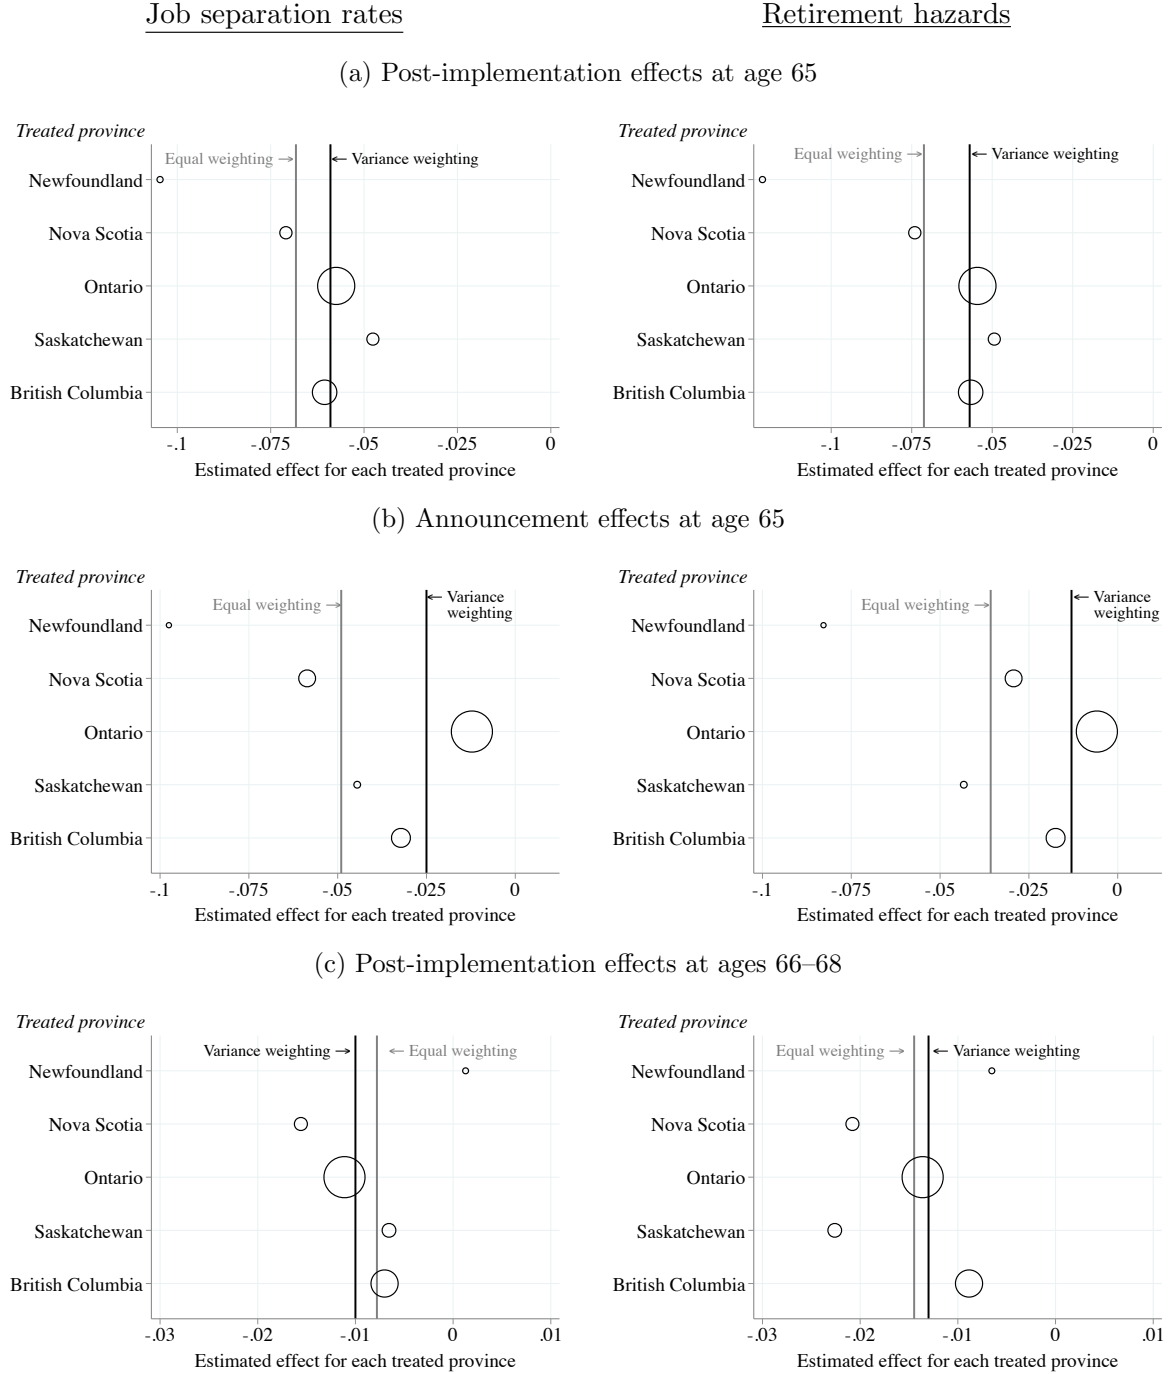 Job separation rates
Retirement hazards
(a) Post-implementation effects at age 65
Treated province
Equal weighting →
← Variance weighting
Newfoundland
Nova Scotia
Ontario
Saskatchewan
British Columbia
-.1 -.075 -.05 -.025 0
Estimated effect for each treated province
Treated province
Equal weighting →
← Variance weighting
Newfoundland
Nova Scotia
Ontario
Saskatchewan
British Columbia
-.1 -.075 -.05 -.025 0
Estimated effect for each treated province
(b) Announcement effects at age 65
Treated province
Equal weighting →
← Variance
weighting
Newfoundland
Nova Scotia
Ontario
Saskatchewan
British Columbia
-.1 -.075 -.05 -.025 0
Estimated effect for each treated province
Treated province
Equal weighting →
← Variance
weighting
Newfoundland
Nova Scotia
Ontario
Saskatchewan
British Columbia
-.1 -.075 -.05 -.025 0
Estimated effect for each treated province
(c) Post-implementation effects at ages 66–68
Treated province
Variance weighting →
← Equal weighting
Newfoundland
Nova Scotia
Ontario
Saskatchewan
British Columbia
-.03 -.02 -.01 0 .01
Estimated effect for each treated province
Treated province
Equal weighting →
← Variance weighting
Newfoundland
Nova Scotia
Ontario
Saskatchewan
British Columbia
-.03 -.02 -.01 0 .01
Estimated effect for each treated province